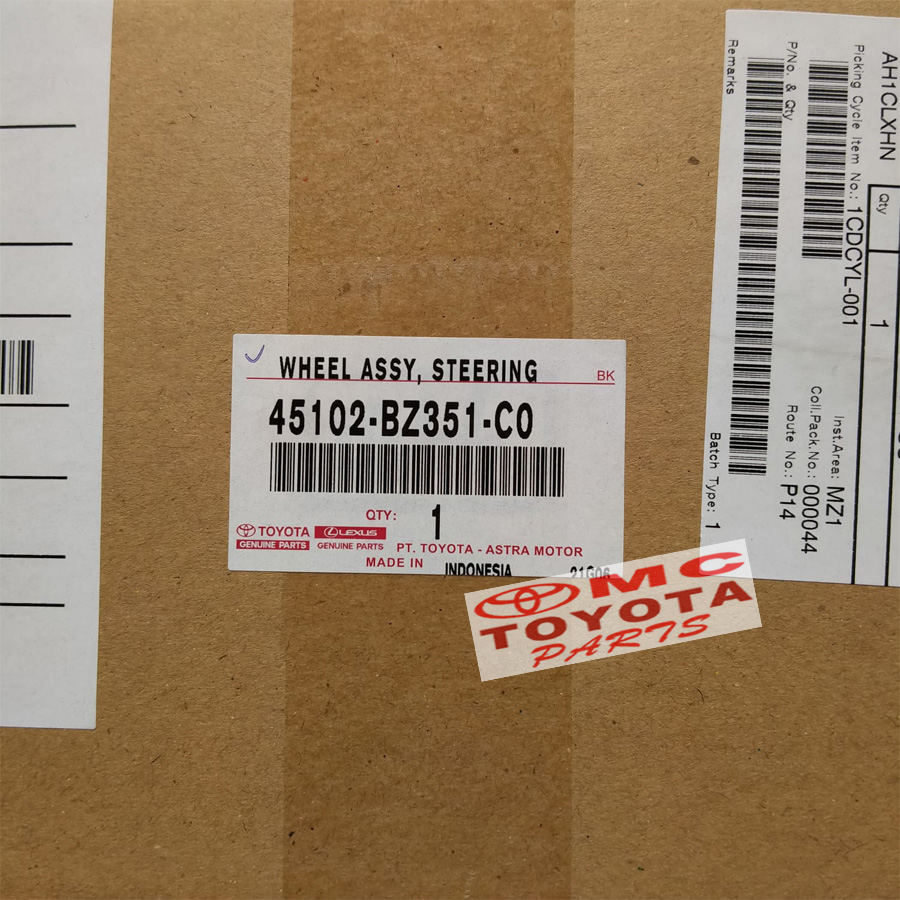 WHEEL ASSY, STEERING
BK
45102-BZ351-C0
QTY: 1
TOYOTA
GENUINE PARTS
LEXUS
GENUINE PARTS
PT. TOYOTA - ASTRA MOTOR
MADE IN INDONESIA 21G06
MC
TOYOTA
PARTS
AH1CLXHN
Qty
1
Picking Cycle Item No.: 1CDCYL-001
Inst.Area: MZ1
Coll.Pack.No.: 000044
P/No. & Qty
Route No.: P14
Remarks
Batch Type: 1